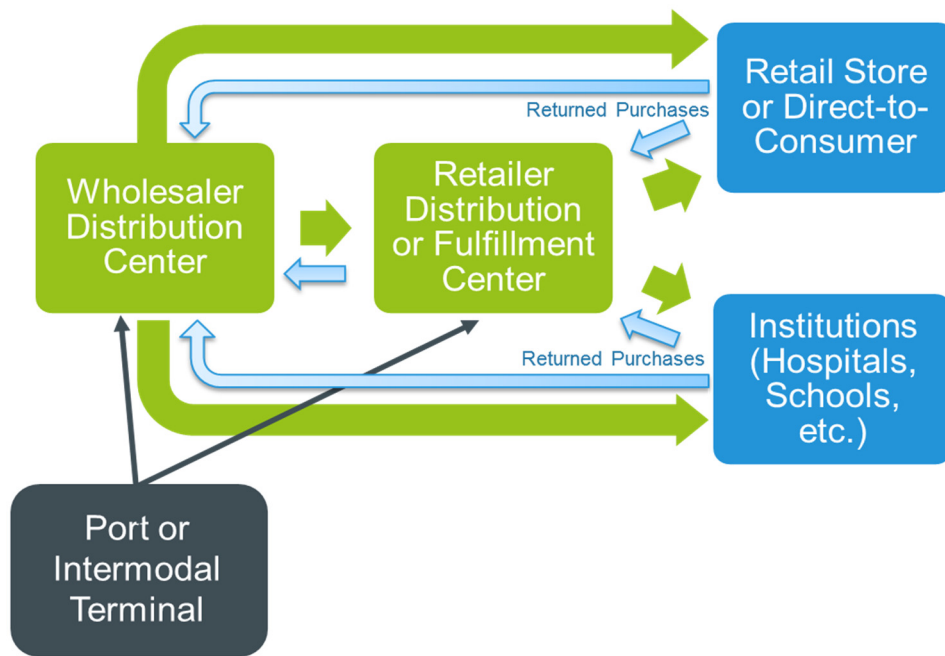 Retail Store
or Direct-to-
Consumer
Returned Purchases
Wholesaler
Distribution
Center
Retailer
Distribution
or Fulfillment
Center
Institutions
(Hospitals,
Schools,
etc.)
Returned Purchases
Port or
Intermodal
Terminal